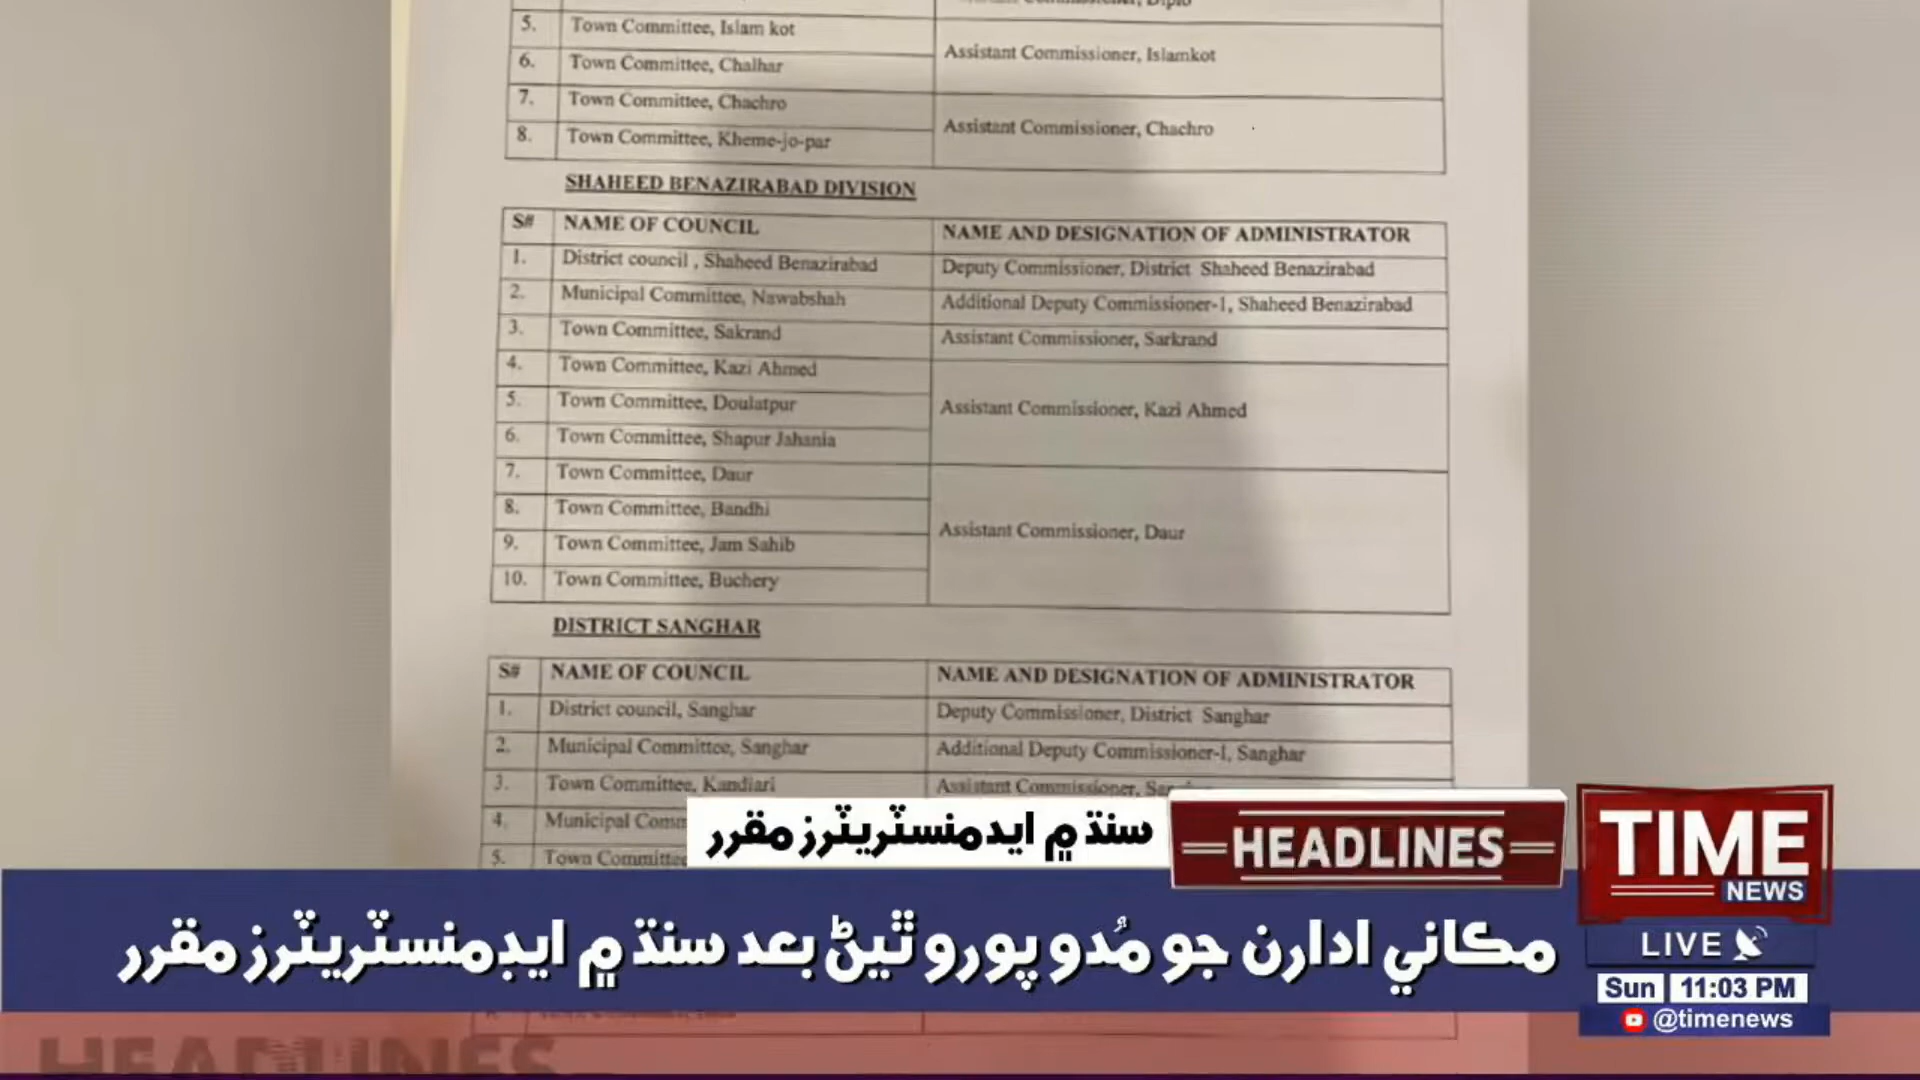 Commissioner, Diplo
5. Town Committee, Islam kot
Assistant Commissioner, Islamkot
6. Town Committee, Chalhar
7. Town Committee, Chachro
Assistant Commissioner, Chachro
8. Town Committee, Kheme-jo-par
SHAHEED BENAZIRABAD DIVISION
S# NAME OF COUNCIL NAME AND DESIGNATION OF ADMINISTRATOR
1. District council , Shaheed Benazirabad Deputy Commissioner, District Shaheed Benazirabad
2. Municipal Committee, Nawabshah Additional Deputy Commissioner-1, Shaheed Benazirabad
3. Town Committee, Sakrand Assistant Commissioner, Sarkrand
4. Town Committee, Kazi Ahmed
5. Town Committee, Doulatpur Assistant Commissioner, Kazi Ahmed
6. Town Committee, Shapur Jahania
7. Town Committee, Daur
8. Town Committee, Bandhi
Assistant Commissioner, Daur
9. Town Committee, Jam Sahib
10. Town Committee, Buchery
DISTRICT SANGHAR
S# NAME OF COUNCIL NAME AND DESIGNATION OF ADMINISTRATOR
1. District council, Sanghar Deputy Commissioner, District Sanghar
2. Municipal Committee, Sanghar Additional Deputy Commissioner-I, Sanghar
3. Town Committee, Kandiari Assistant Commissioner,
4. Municipal
5. Town Committee
سنڌ ۾ ايڊمنسٽريٽرز مقرر
HEADLINES
TIME
NEWS
مڪاني ادارن جو مُدو پورو ٿيڻ بعد سنڌ ۾ ايڊمنسٽريٽرز مقرر
LIVE
Sun 11:03 PM
@timenews
HEADLINES